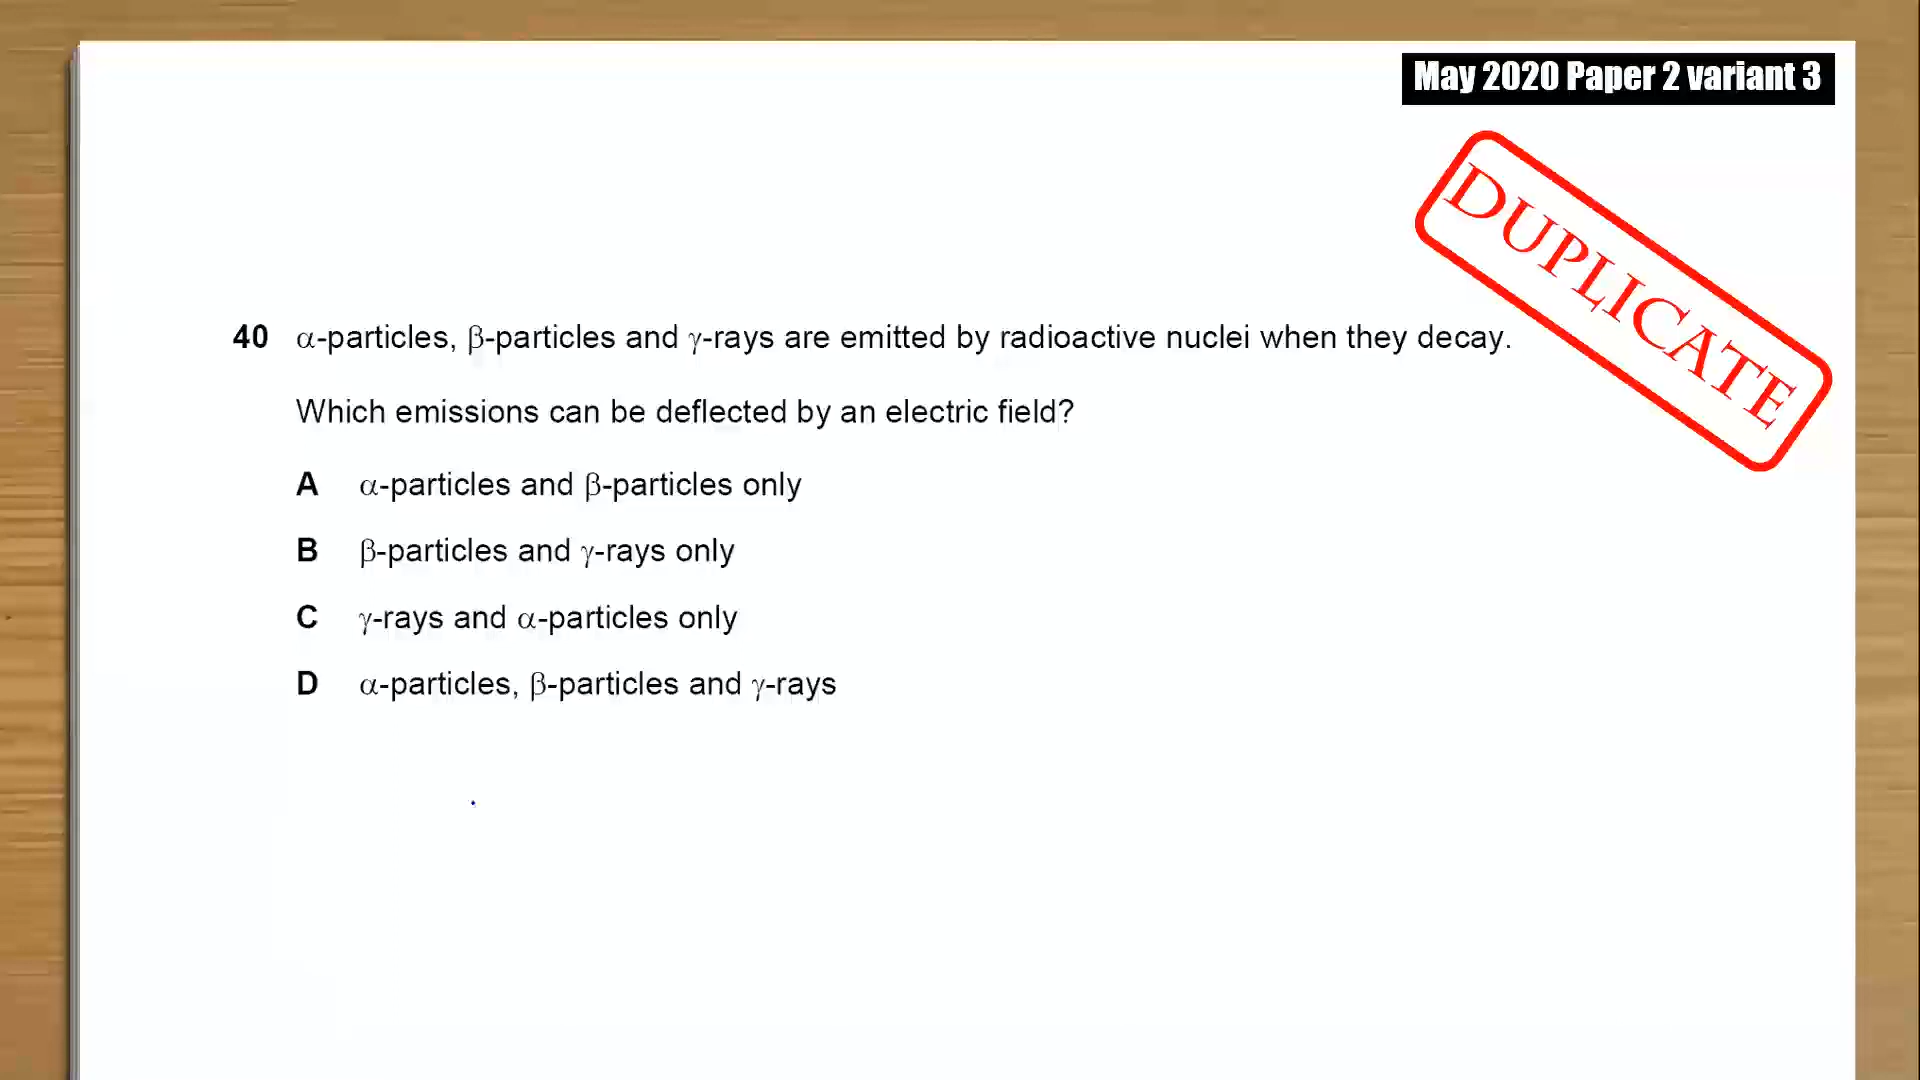 May 2020 Paper 2 variant 3
DUPLICATE
40 α-particles, β-particles and γ-rays are emitted by radioactive nuclei when they decay.
Which emissions can be deflected by an electric field?
A α-particles and β-particles only
B β-particles and γ-rays only
C γ-rays and α-particles only
D α-particles, β-particles and γ-rays